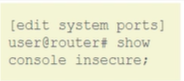 [edit system ports]
user@router# show
console insecure;